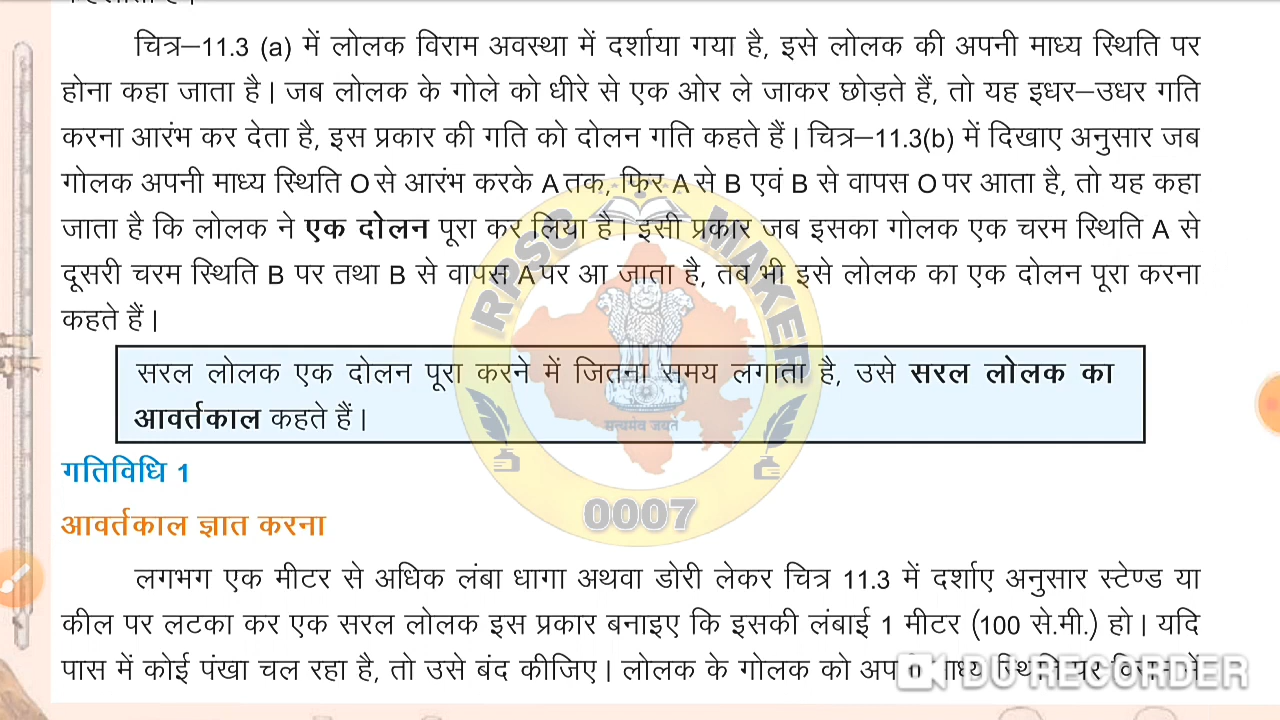 चित्र–11.3 (a) में लोलक विराम अवस्था में दर्शाया गया है, इसे लोलक की अपनी माध्य स्थिति पर
होना कहा जाता है। जब लोलक के गोले को धीरे से एक ओर ले जाकर छोड़ते हैं, तो यह इधर–उधर गति
करना आरंभ कर देता है, इस प्रकार की गति को दोलन गति कहते हैं। चित्र–11.3(b) में दिखाए अनुसार जब
गोलक अपनी माध्य स्थिति O से आरंभ करके A तक, फिर A से B एवं B से वापस O पर आता है, तो यह कहा
जाता है कि लोलक ने एक दोलन पूरा कर लिया है। इसी प्रकार जब इसका गोलक एक चरम स्थिति A से
दूसरी चरम स्थिति B पर तथा B से वापस A पर आ जाता है, तब भी इसे लोलक का एक दोलन पूरा करना
कहते हैं।
सरल लोलक एक दोलन पूरा करने में जितना समय लगाता है, उसे सरल लोलक का
आवर्तकाल कहते हैं।
गतिविधि 1
आवर्तकाल ज्ञात करना
लगभग एक मीटर से अधिक लंबा धागा अथवा डोरी लेकर चित्र 11.3 में दर्शाए अनुसार स्टेण्ड या
कील पर लटका कर एक सरल लोलक इस प्रकार बनाइए कि इसकी लंबाई 1 मीटर (100 से.मी.) हो। यदि
पास में कोई पंखा चल रहा है, तो उसे बंद कीजिए। लोलक के गोलक को अपनी माध्य स्थिति पर विराम में
RPSC MAKER
सत्यमेव जयते
0007
DU RECORDER